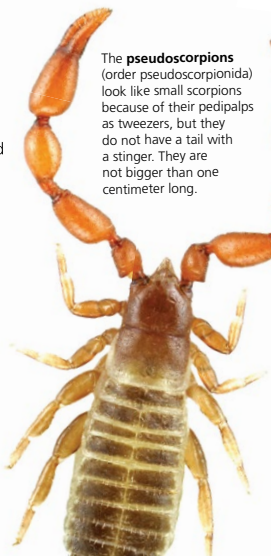 The pseudoscorpions
(order pseudoscorpionida)
look like small scorpions
because of their pedipalps
as tweezers, but they
do not have a tail with
a stinger. They are
not bigger than one
centimeter long.
d